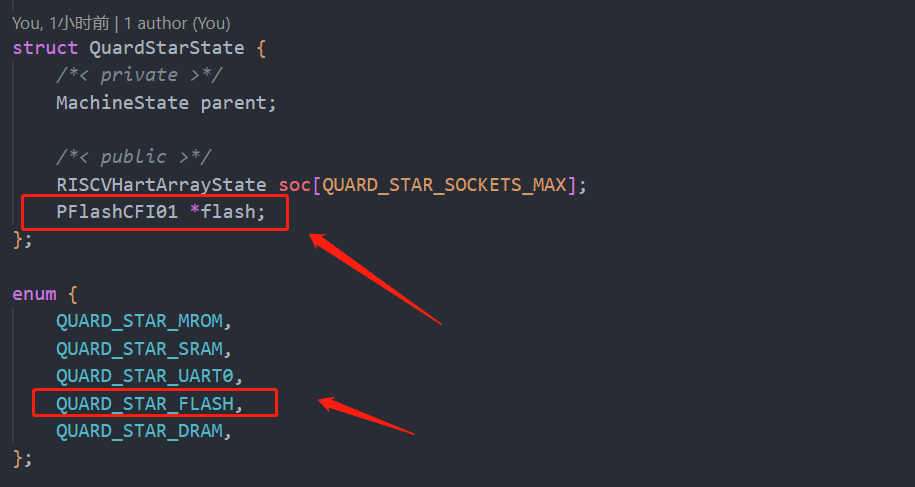 You, 1小时前 | 1 author (You)
struct QuardStarState {
    /*< private >*/
    MachineState parent;
    /*< public >*/
    RISCVHartArrayState soc[QUARD_STAR_SOCKETS_MAX];
    PFlashCFI01 *flash;
};
enum {
    QUARD_STAR_MROM,
    QUARD_STAR_SRAM,
    QUARD_STAR_UART0,
    QUARD_STAR_FLASH,
    QUARD_STAR_DRAM,
};